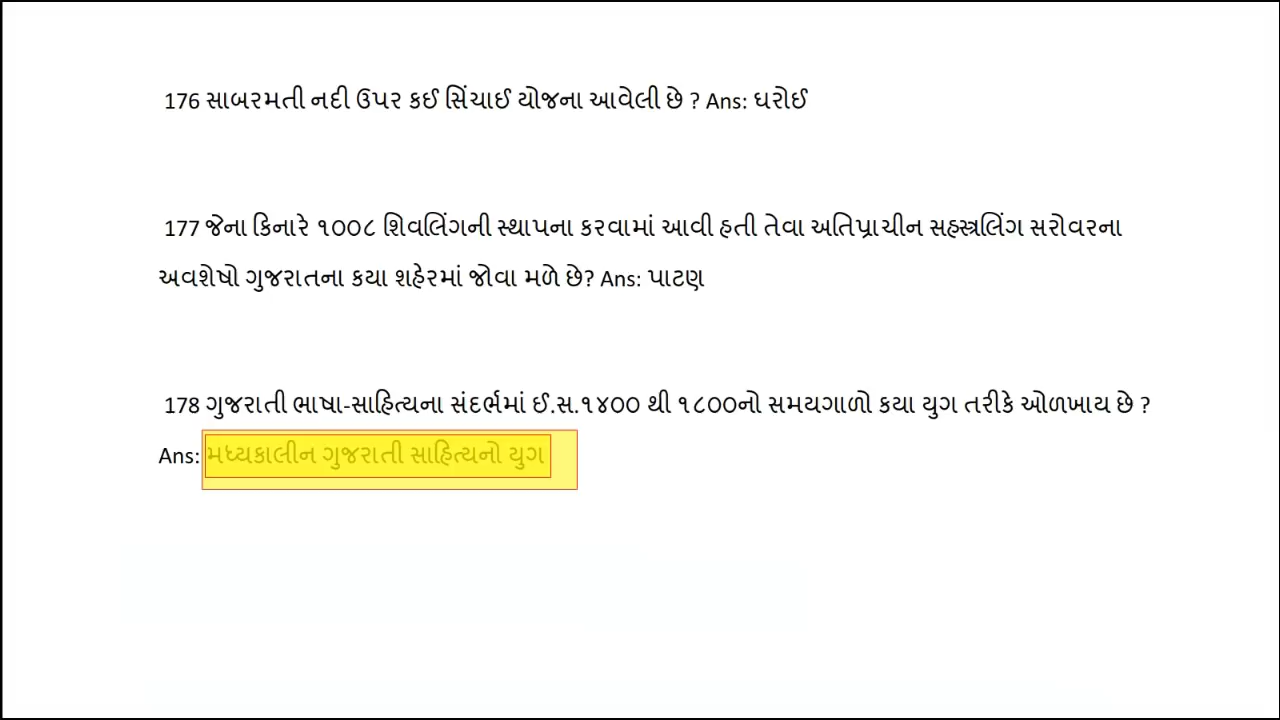 176 સાબરમતી નદી ઉપર કઈ સિંચાઈ યોજના આવેલી છે ? Ans: ધરોઈ
177 જેના કિનારે ૧૦૦૮ શિવલિંગની સ્થાપના કરવામાં આવી હતી તેવા અતિપ્રાચીન સહસ્ત્રલિંગ સરોવરના
અવશેષો ગુજરાતના કયા શહેરમાં જોવા મળે છે? Ans: પાટણ
178 ગુજરાતી ભાષા-સાહિત્યના સંદર્ભમાં ઈ.સ.૧૪૦૦ થી ૧૮૦૦નો સમયગાળો કયા યુગ તરીકે ઓળખાય છે ?
Ans: મધ્યકાલીન ગુજરાતી સાહિત્યનો યુગ